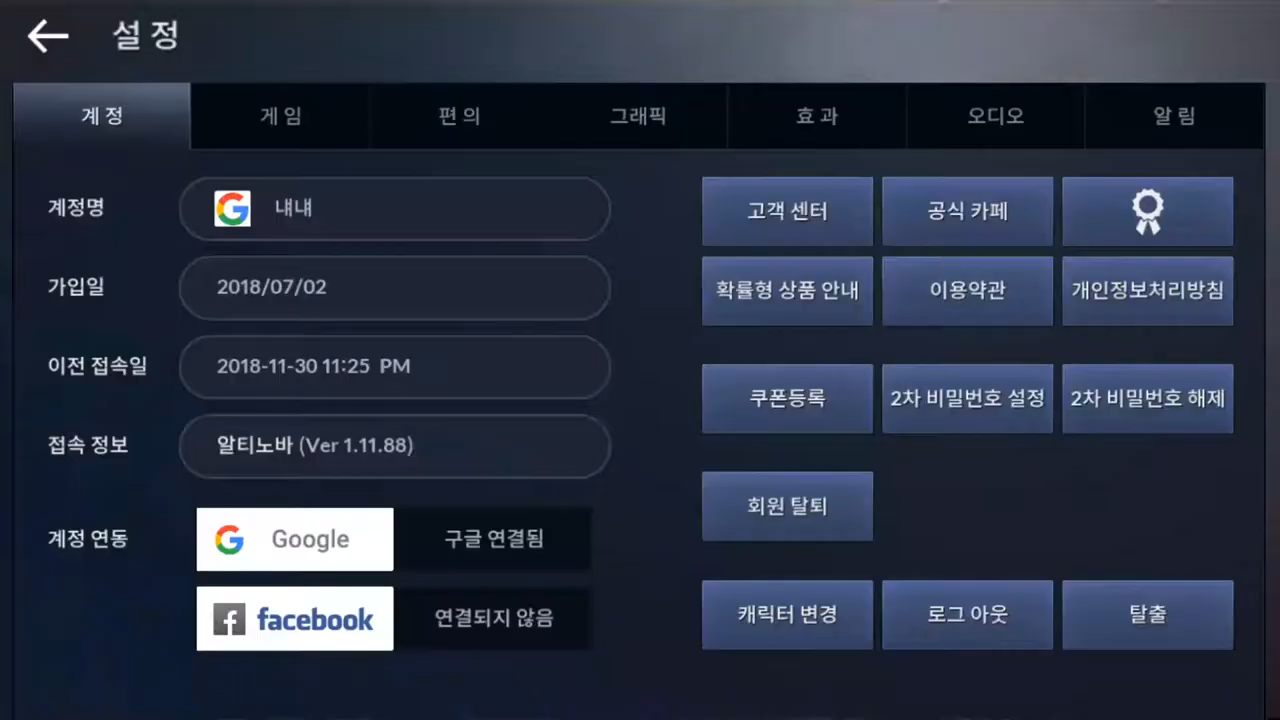 설 정
계 정
게 임
편 의
그래픽
효 과
오디오
알 림
계정명
냬냬
가입일
2018/07/02
이전 접속일
2018-11-30 11:25 PM
접속 정보
알티노바 (Ver 1.11.88)
계정 연동
Google
구글 연결됨
facebook
연결되지 않음
고객 센터
공식 카페
확률형 상품 안내
이용약관
개인정보처리방침
쿠폰등록
2차 비밀번호 설정
2차 비밀번호 해제
회원 탈퇴
캐릭터 변경
로그 아웃
탈출